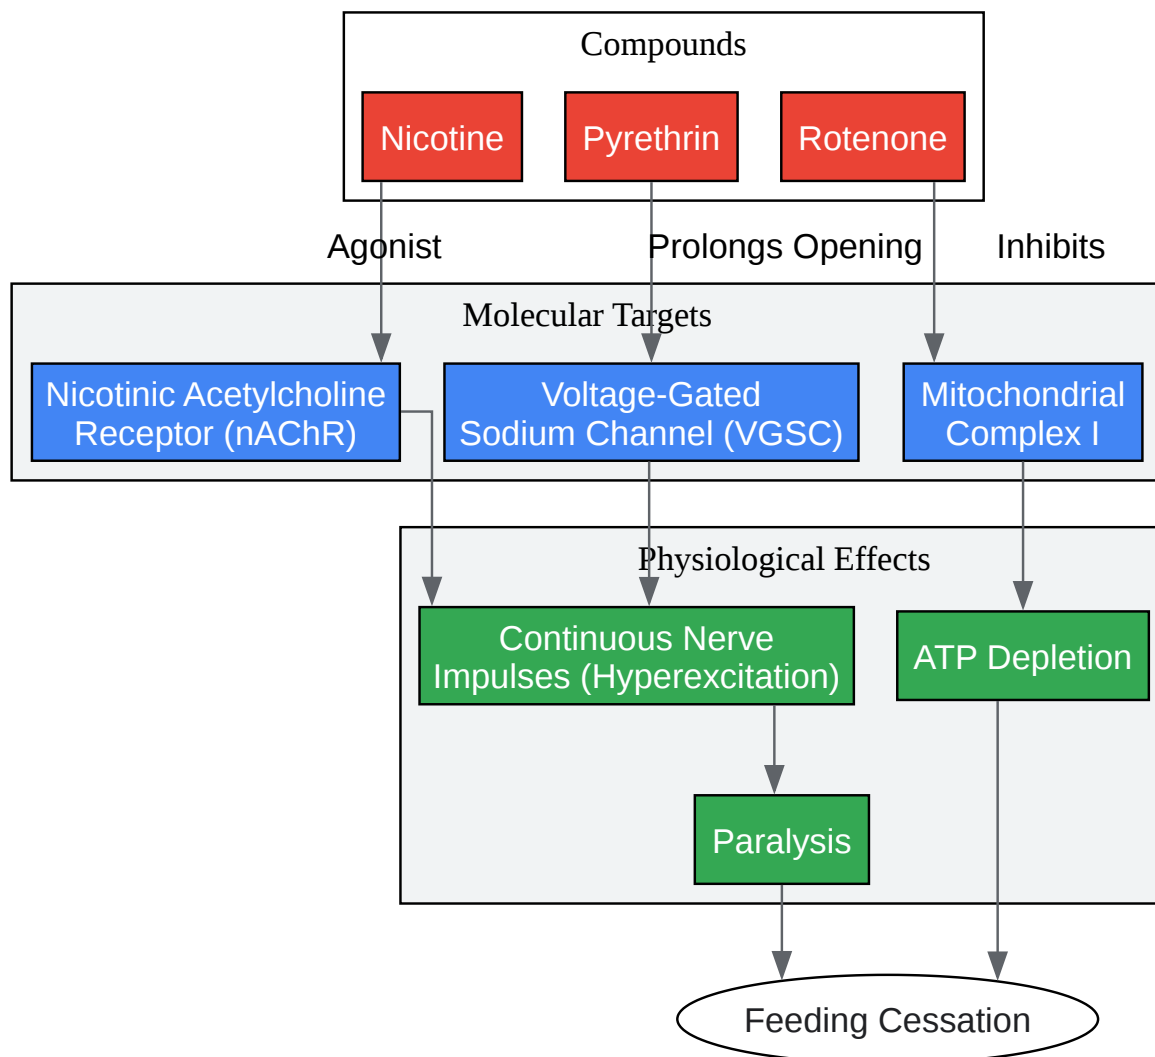 Compounds
Nicotine
Pyrethrin
Rotenone
Agonist
Prolongs Opening
Inhibits
Molecular Targets
Nicotinic Acetylcholine
Receptor (nAChR)
Voltage-Gated
Sodium Channel (VGSC)
Mitochondrial
Complex I
Physiological Effects
Continuous Nerve
Impulses (Hyperexcitation)
ATP Depletion
Paralysis
Feeding Cessation